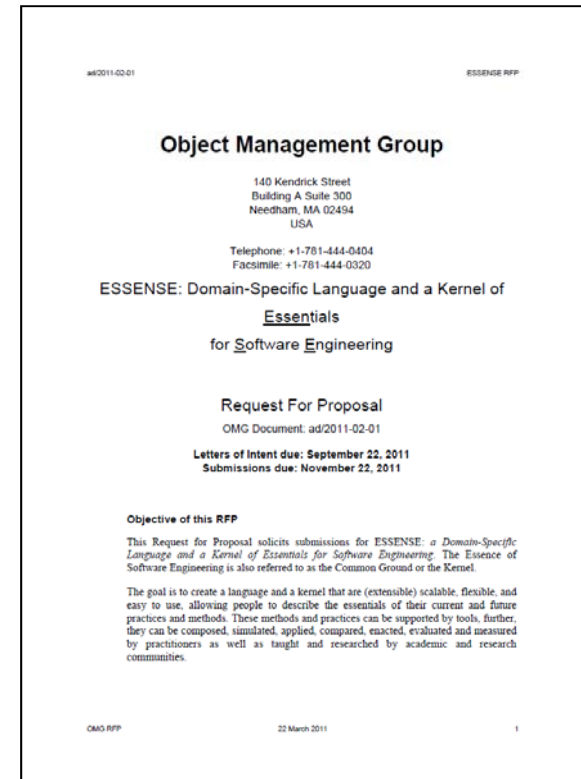 ad/2011-02-01 ESSENSE RFP
Object Management Group
140 Kendrick Street
Building A Suite 300
Needham, MA 02494
USA
Telephone: +1-781-444-0404
Facsimile: +1-781-444-0320
ESSENSE: Domain-Specific Language and a Kernel of
Essentials
for Software Engineering
Request For Proposal
OMG Document: ad/2011-02-01
Letters of Intent due: September 22, 2011
Submissions due: November 22, 2011
Objective of this RFP
This Request for Proposal solicits submissions for ESSENSE: a Domain-Specific
Language and a Kernel of Essentials for Software Engineering. The Essence of
Software Engineering is also referred to as the Common Ground or the Kernel.
The goal is to create a language and a kernel that are (extensible) scalable, flexible, and
easy to use, allowing people to describe the essentials of their current and future
practices and methods. These methods and practices can be supported by tools, further,
they can be composed, simulated, applied, compared, enacted, evaluated and measured
by practitioners as well as taught and researched by academic and research
communities.
OMG RFP 22 March 2011 1